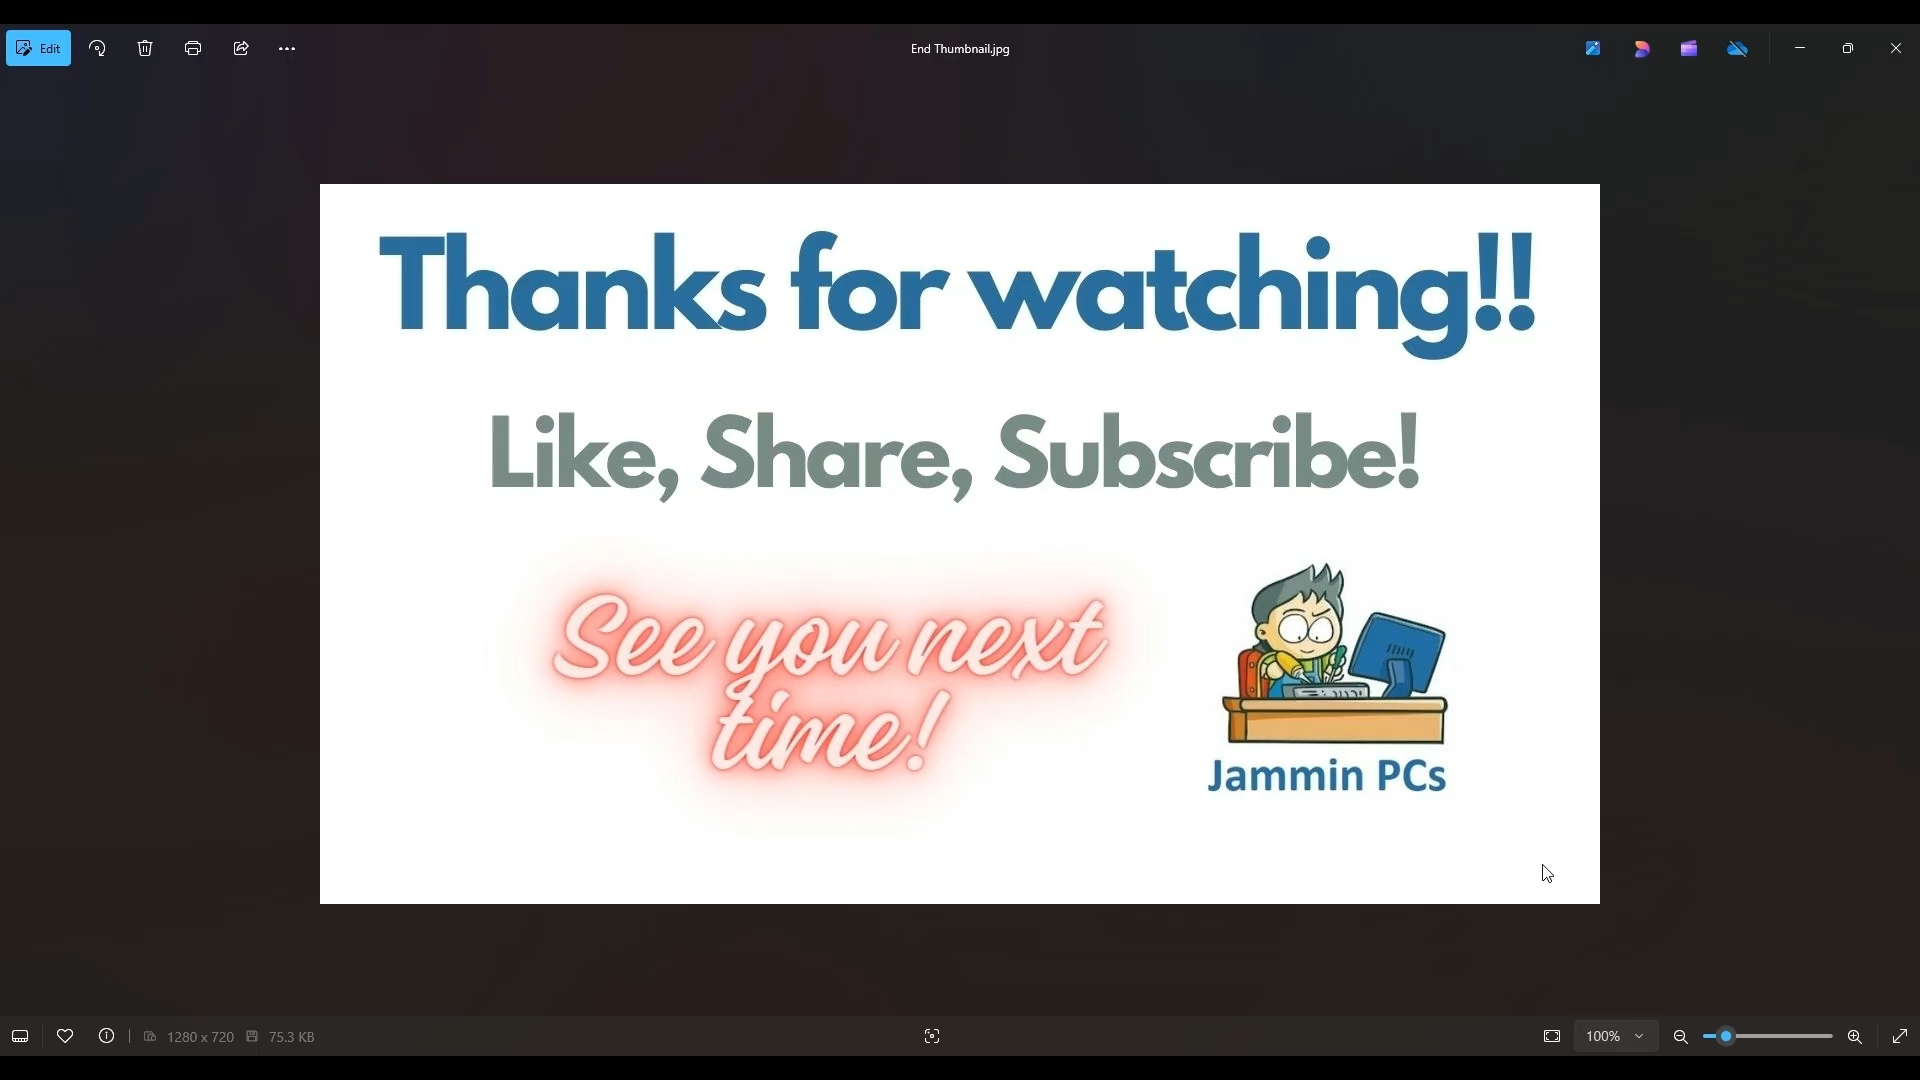 Edit
End Thumbnail.jpg
Thanks for watching!!
Like, Share, Subscribe!
See you next
time!
Jammin PCs
1280 x 720
75.3 KB
100%